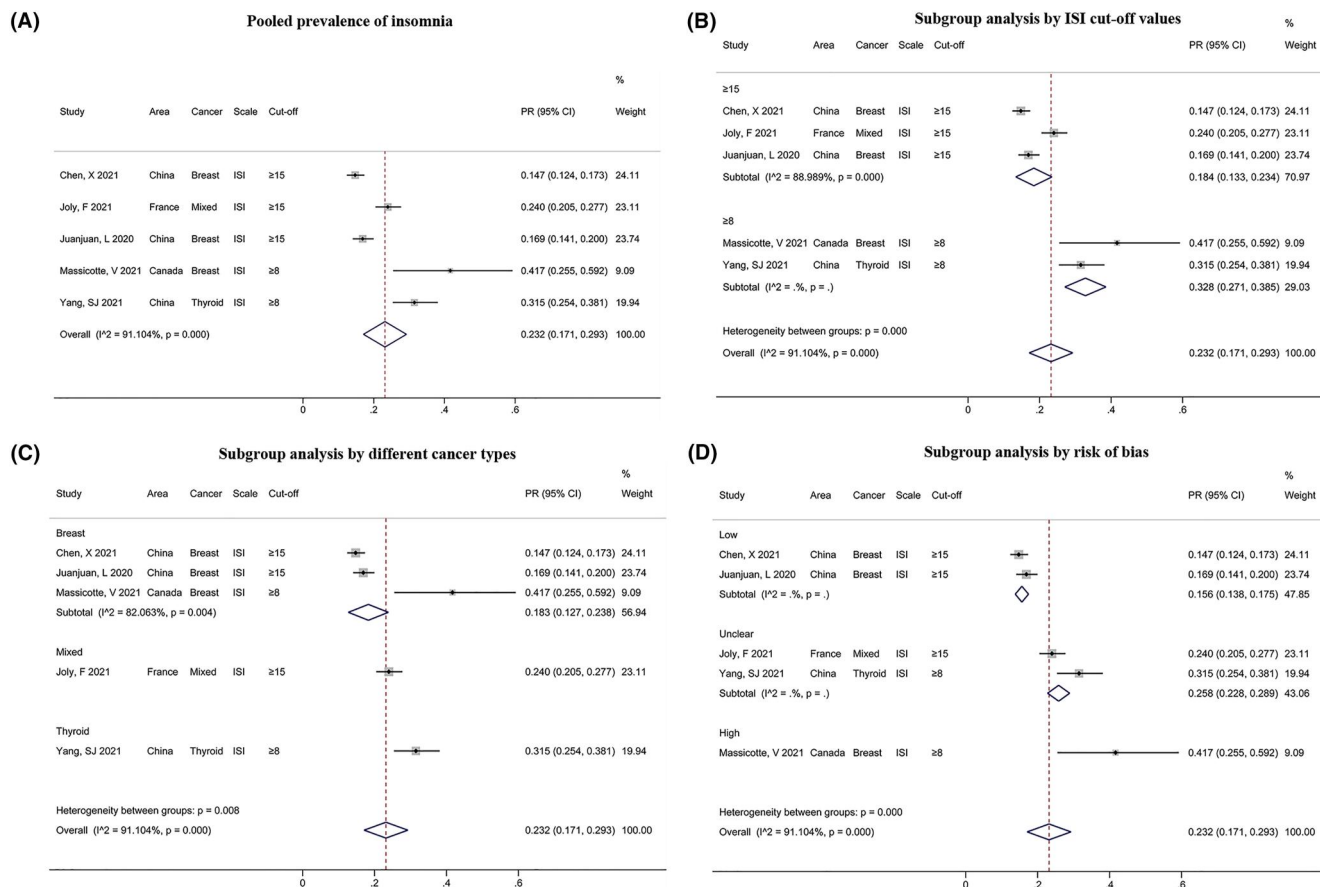 (A)
Pooled prevalence of insomnia
%
Study Area Cancer Scale Cut-off PR (95% CI) Weight
Chen, X 2021 China Breast ISI ≥15 0.147 (0.124, 0.173) 24.11
Joly, F 2021 France Mixed ISI ≥15 0.240 (0.205, 0.277) 23.11
Juanjuan, L 2020 China Breast ISI ≥15 0.169 (0.141, 0.200) 23.74
Massicotte, V 2021 Canada Breast ISI ≥8 0.417 (0.255, 0.592) 9.09
Yang, SJ 2021 China Thyroid ISI ≥8 0.315 (0.254, 0.381) 19.94
Overall (I^2 = 91.104%, p = 0.000) 0.232 (0.171, 0.293) 100.00
0 .2 .4 .6
(B)
Subgroup analysis by ISI cut-off values
%
Study Area Cancer Scale Cut-off PR (95% CI) Weight
≥15
Chen, X 2021 China Breast ISI ≥15 0.147 (0.124, 0.173) 24.11
Joly, F 2021 France Mixed ISI ≥15 0.240 (0.205, 0.277) 23.11
Juanjuan, L 2020 China Breast ISI ≥15 0.169 (0.141, 0.200) 23.74
Subtotal (I^2 = 88.989%, p = 0.000) 0.184 (0.133, 0.234) 70.97
≥8
Massicotte, V 2021 Canada Breast ISI ≥8 0.417 (0.255, 0.592) 9.09
Yang, SJ 2021 China Thyroid ISI ≥8 0.315 (0.254, 0.381) 19.94
Subtotal (I^2 = .%, p = .) 0.328 (0.271, 0.385) 29.03
Heterogeneity between groups: p = 0.000
Overall (I^2 = 91.104%, p = 0.000) 0.232 (0.171, 0.293) 100.00
0 .2 .4 .6
(C)
Subgroup analysis by different cancer types
%
Study Area Cancer Scale Cut-off PR (95% CI) Weight
Breast
Chen, X 2021 China Breast ISI ≥15 0.147 (0.124, 0.173) 24.11
Juanjuan, L 2020 China Breast ISI ≥15 0.169 (0.141, 0.200) 23.74
Massicotte, V 2021 Canada Breast ISI ≥8 0.417 (0.255, 0.592) 9.09
Subtotal (I^2 = 82.063%, p = 0.004) 0.183 (0.127, 0.238) 56.94
Mixed
Joly, F 2021 France Mixed ISI ≥15 0.240 (0.205, 0.277) 23.11
Thyroid
Yang, SJ 2021 China Thyroid ISI ≥8 0.315 (0.254, 0.381) 19.94
Heterogeneity between groups: p = 0.008
Overall (I^2 = 91.104%, p = 0.000) 0.232 (0.171, 0.293) 100.00
0 .2 .4 .6
(D)
Subgroup analysis by risk of bias
%
Study Area Cancer Scale Cut-off PR (95% CI) Weight
Low
Chen, X 2021 China Breast ISI ≥15 0.147 (0.124, 0.173) 24.11
Juanjuan, L 2020 China Breast ISI ≥15 0.169 (0.141, 0.200) 23.74
Subtotal (I^2 = .%, p = .) 0.156 (0.138, 0.175) 47.85
Unclear
Joly, F 2021 France Mixed ISI ≥15 0.240 (0.205, 0.277) 23.11
Yang, SJ 2021 China Thyroid ISI ≥8 0.315 (0.254, 0.381) 19.94
Subtotal (I^2 = .%, p = .) 0.258 (0.228, 0.289) 43.06
High
Massicotte, V 2021 Canada Breast ISI ≥8 0.417 (0.255, 0.592) 9.09
Heterogeneity between groups: p = 0.000
Overall (I^2 = 91.104%, p = 0.000) 0.232 (0.171, 0.293) 100.00
0 .2 .4 .6